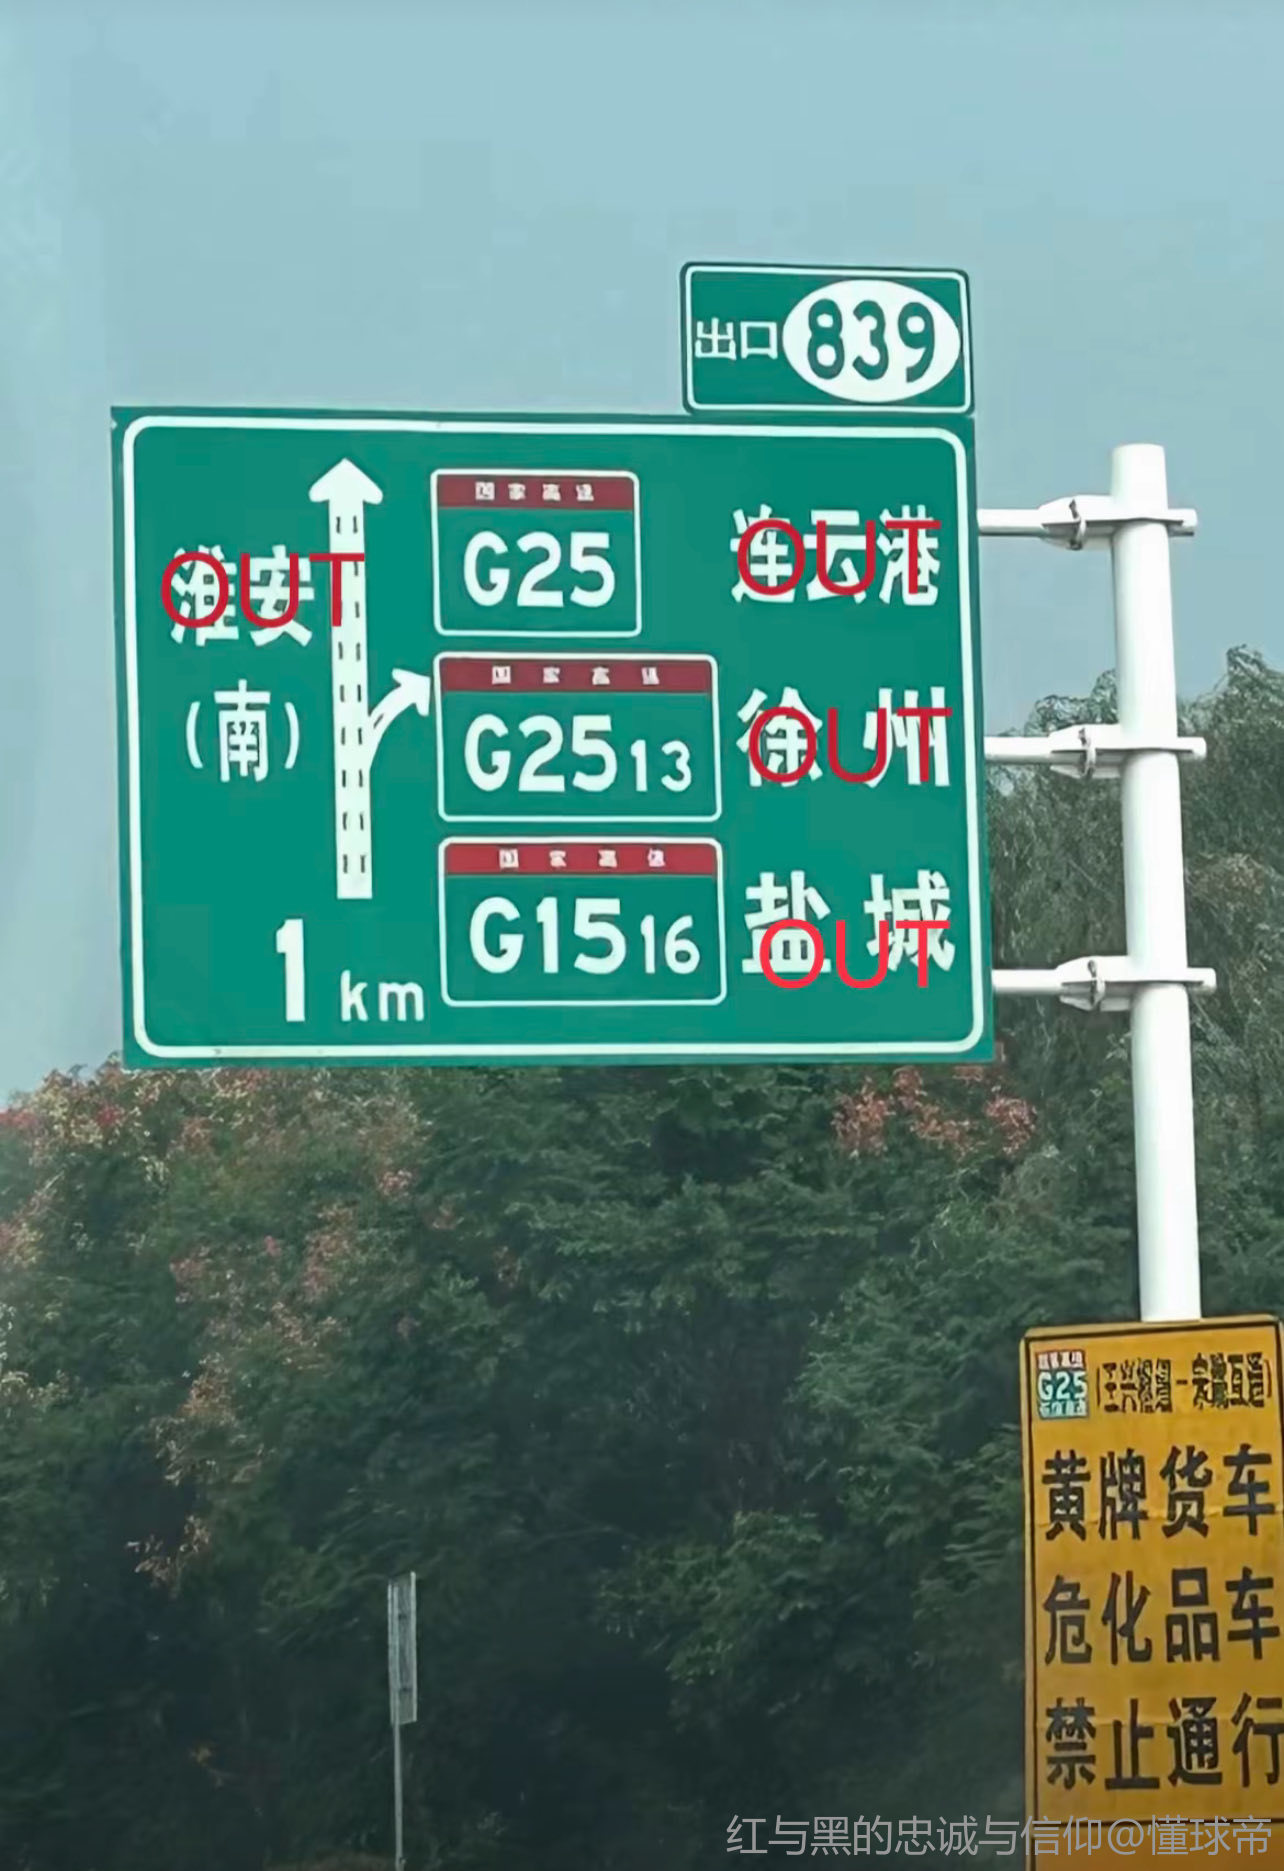 出口 839
淮安
OUT
(南)
1 km
国家高速
G25
连云港
OUT
国家高速
G2513
徐州
OUT
国家高速
G1516
盐城
OUT
G25
黄牌货车
危化品车
禁止通行
红与黑的忠诚与信仰@懂球帝